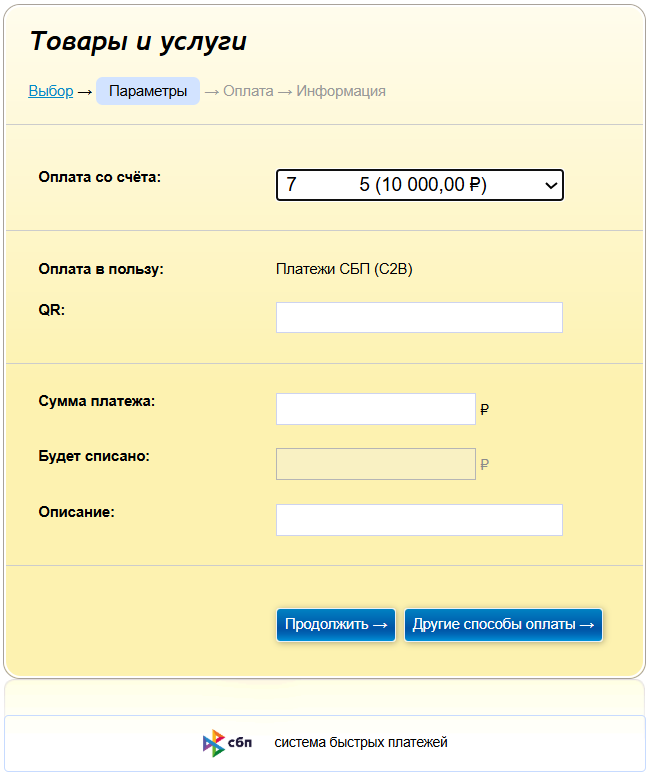 Товары и услуги
Выбор → Параметры → Оплата → Информация
Оплата со счёта: 7 5 (10 000,00 ₽)
Оплата в пользу: Платежи СБП (C2B)
QR:
Сумма платежа: ₽
Будет списано: ₽
Описание:
Продолжить → Другие способы оплаты →
сбп система быстрых платежей